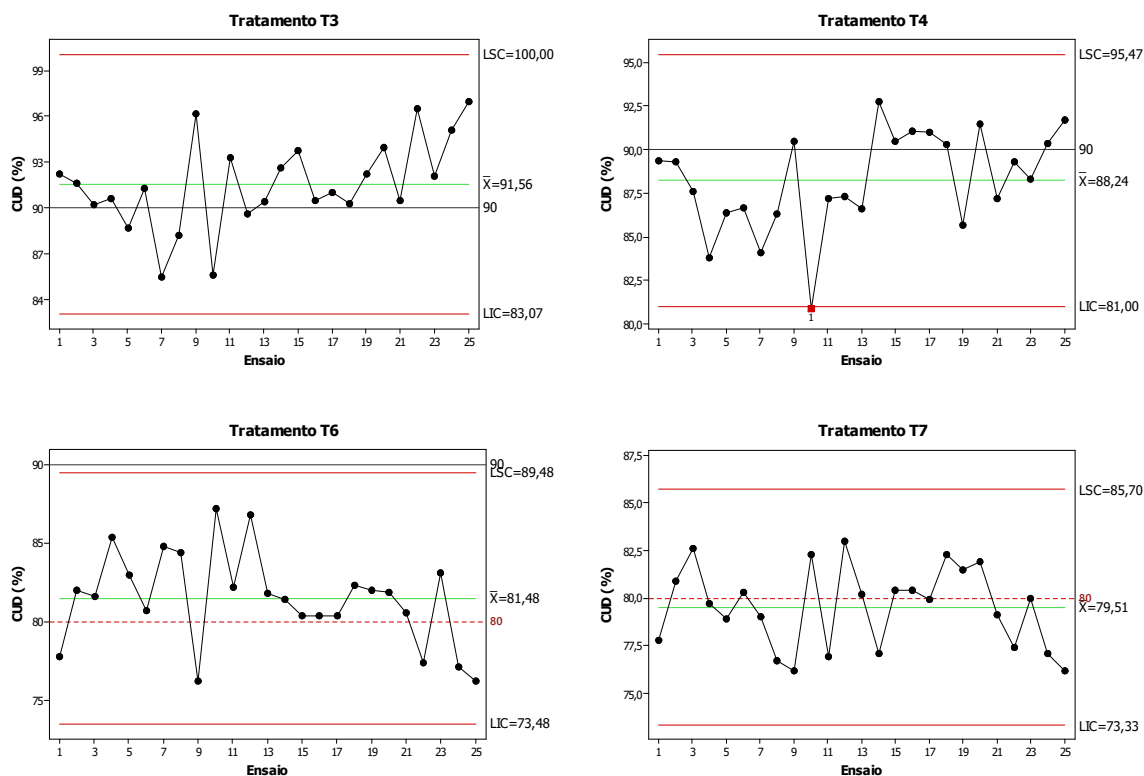 Tratamento T3
LSC=100,00
99
96
93
90
87
84
CUD (%)
X̄=91,56
90
LIC=83,07
1 3 5 7 9 11 13 15 17 19 21 23 25
Ensaio
Tratamento T4
LSC=95,47
95,0
92,5
90,0
87,5
85,0
82,5
80,0
CUD (%)
90
X̄=88,24
LIC=81,00
1
1 3 5 7 9 11 13 15 17 19 21 23 25
Ensaio
Tratamento T6
90
LSC=89,48
90
85
80
75
CUD (%)
X̄=81,48
80
LIC=73,48
1 3 5 7 9 11 13 15 17 19 21 23 25
Ensaio
Tratamento T7
87,5
85,0
82,5
80,0
77,5
75,0
CUD (%)
LSC=85,70
80
X̄=79,51
LIC=73,33
1 3 5 7 9 11 13 15 17 19 21 23 25
Ensaio